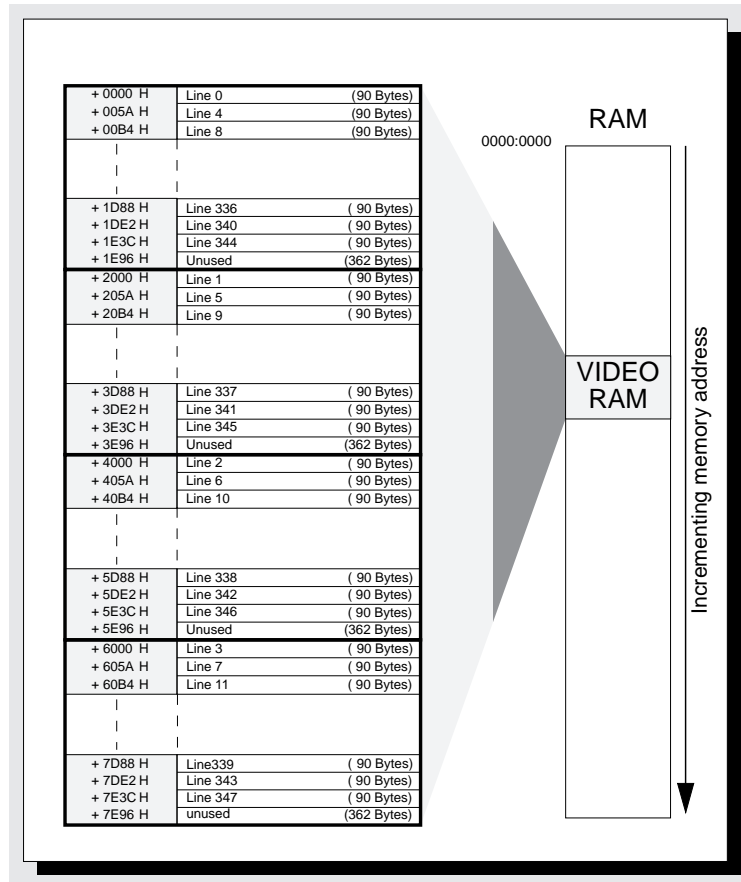 + 0000 H Line 0 (90 Bytes)
+ 005A H Line 4 (90 Bytes)
+ 00B4 H Line 8 (90 Bytes)
+ 1D88 H Line 336 ( 90 Bytes)
+ 1DE2 H Line 340 ( 90 Bytes)
+ 1E3C H Line 344 ( 90 Bytes)
+ 1E96 H Unused (362 Bytes)
+ 2000 H Line 1 ( 90 Bytes)
+ 205A H Line 5 ( 90 Bytes)
+ 20B4 H Line 9 ( 90 Bytes)
+ 3D88 H Line 337 ( 90 Bytes)
+ 3DE2 H Line 341 ( 90 Bytes)
+ 3E3C H Line 345 ( 90 Bytes)
+ 3E96 H Unused (362 Bytes)
+ 4000 H Line 2 ( 90 Bytes)
+ 405A H Line 6 ( 90 Bytes)
+ 40B4 H Line 10 ( 90 Bytes)
+ 5D88 H Line 338 ( 90 Bytes)
+ 5DE2 H Line 342 ( 90 Bytes)
+ 5E3C H Line 346 ( 90 Bytes)
+ 5E96 H Unused (362 Bytes)
+ 6000 H Line 3 ( 90 Bytes)
+ 605A H Line 7 ( 90 Bytes)
+ 60B4 H Line 11 ( 90 Bytes)
+ 7D88 H Line339 ( 90 Bytes)
+ 7DE2 H Line 343 ( 90 Bytes)
+ 7E3C H Line 347 ( 90 Bytes)
+ 7E96 H unused (362 Bytes)
RAM
0000:0000
VIDEO
RAM
Incrementing memory address